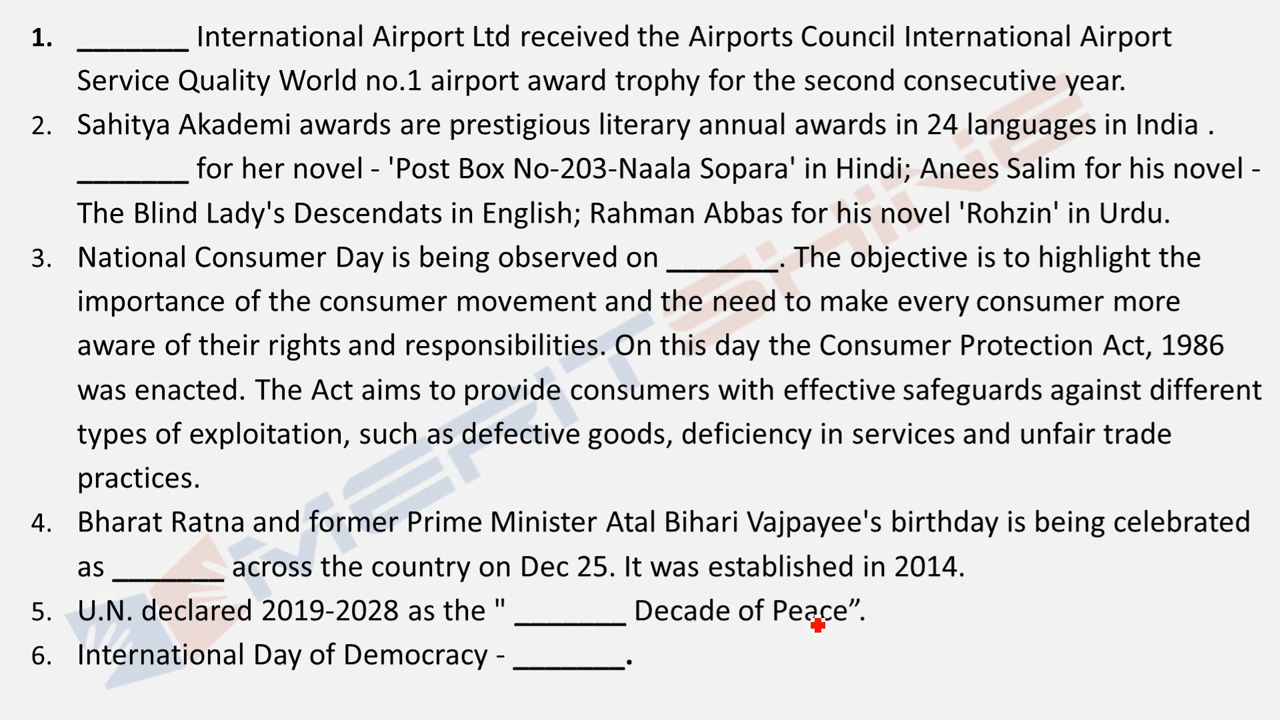 1. _______ International Airport Ltd received the Airports Council International Airport
Service Quality World no.1 airport award trophy for the second consecutive year.
2. Sahitya Akademi awards are prestigious literary annual awards in 24 languages in India .
_______ for her novel - 'Post Box No-203-Naala Sopara' in Hindi; Anees Salim for his novel -
The Blind Lady's Descendats in English; Rahman Abbas for his novel 'Rohzin' in Urdu.
3. National Consumer Day is being observed on _______. The objective is to highlight the
importance of the consumer movement and the need to make every consumer more
aware of their rights and responsibilities. On this day the Consumer Protection Act, 1986
was enacted. The Act aims to provide consumers with effective safeguards against different
types of exploitation, such as defective goods, deficiency in services and unfair trade
practices.
4. Bharat Ratna and former Prime Minister Atal Bihari Vajpayee's birthday is being celebrated
as _______ across the country on Dec 25. It was established in 2014.
5. U.N. declared 2019-2028 as the " _______ Decade of Peace”.
6. International Day of Democracy - _______.
MERITSHINE